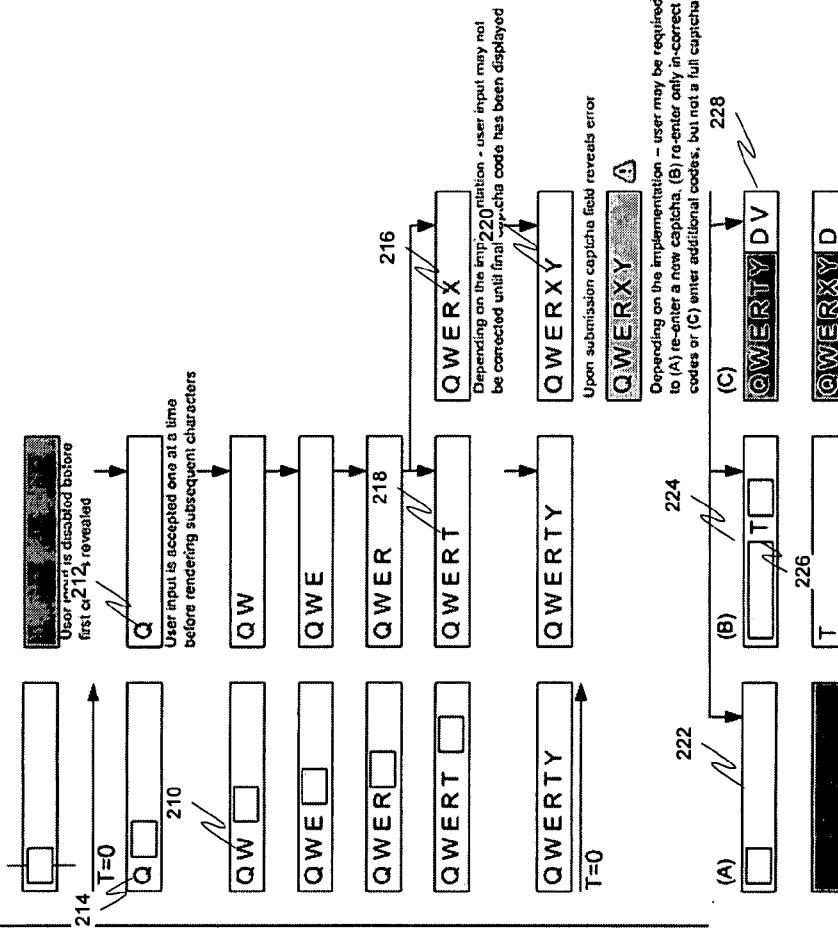 User input is disabled before
first revealed
212
T=0
214
Q
Q
User input is accepted one at a time
before rendering subsequent characters
210
QW
QW
QWE
QWE
QWER
QWER
218
216
QWERT
QWERT
QWERX
Depending on the implementation - user input may not
be corrected until final captcha code has been displayed
220
QWERTY
QWERTY
QWERXY
T=0
Upon submission captcha field reveals error
QWERXY
Depending on the implementation – user may be required
to (A) re-enter a new captcha, (B) re-enter only in-correct
codes or (C) enter additional codes, but not a full captcha
222
224
228
(A)
(B)
(C)
T
QWERTY D V
226
T
QWERXY D